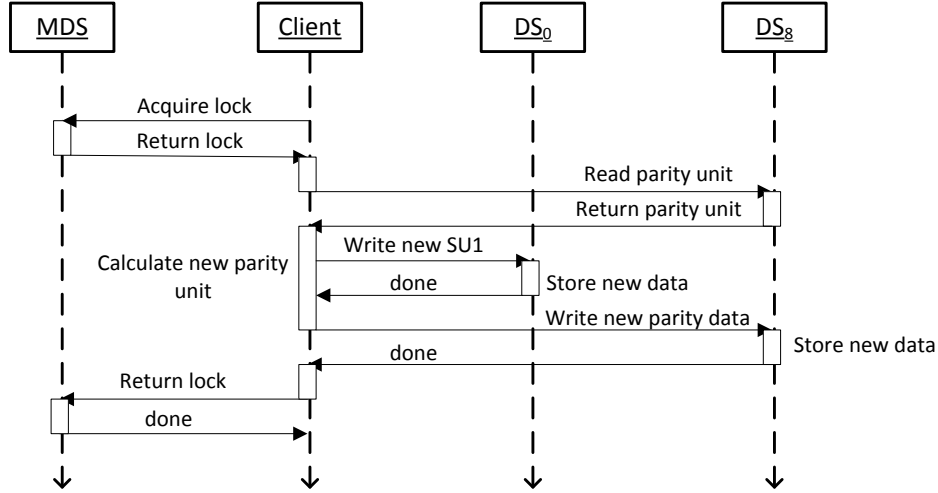 MDS
Client
DS₀
DS₈
Acquire lock
Return lock
Read parity unit
Return parity unit
Write new SU1
Calculate new parity
unit
done
Store new data
Write new parity data
Store new data
done
Return lock
done